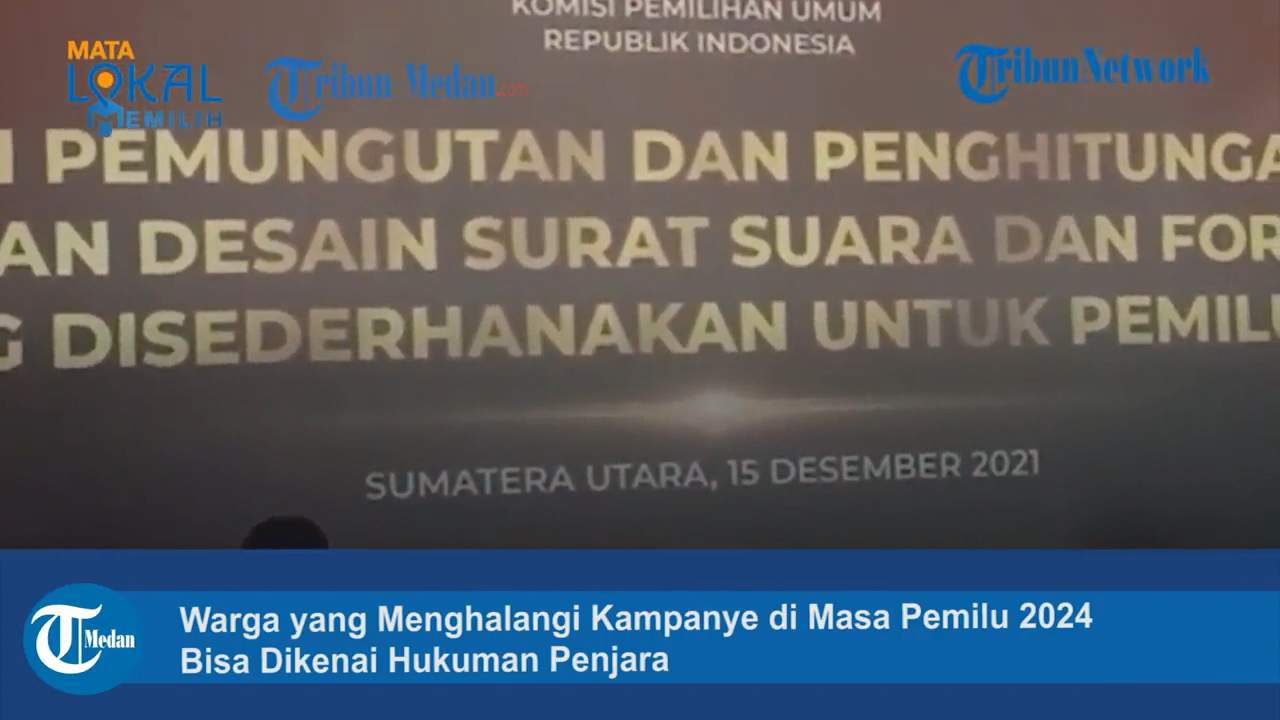 KOMISI PEMILIHAN UMUM
REPUBLIK INDONESIA
MATA
LOKAL
MEMILIH
Tribun-Medan.com
TribunNetwork
PEMUNGUTAN DAN PENGHITUNGA
AN DESAIN SURAT SUARA DAN FOR
G DISEDERHANAKAN UNTUK PEMILU
SUMATERA UTARA, 15 DESEMBER 2021
T Medan
Warga yang Menghalangi Kampanye di Masa Pemilu 2024
Bisa Dikenai Hukuman Penjara